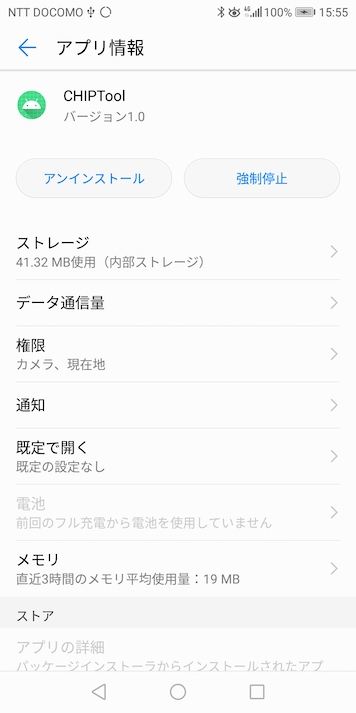 NTT DOCOMO 4G 100% 15:55
アプリ情報
CHIPTool
バージョン1.0
アンインストール 強制停止
ストレージ
41.32 MB使用（内部ストレージ）
データ通信量
権限
カメラ、現在地
通知
既定で開く
既定の設定なし
電池
前回のフル充電から電池を使用していません
メモリ
直近3時間のメモリ平均使用量：19 MB
ストア
アプリの詳細
パッケージインストーラからインストールされたアプ